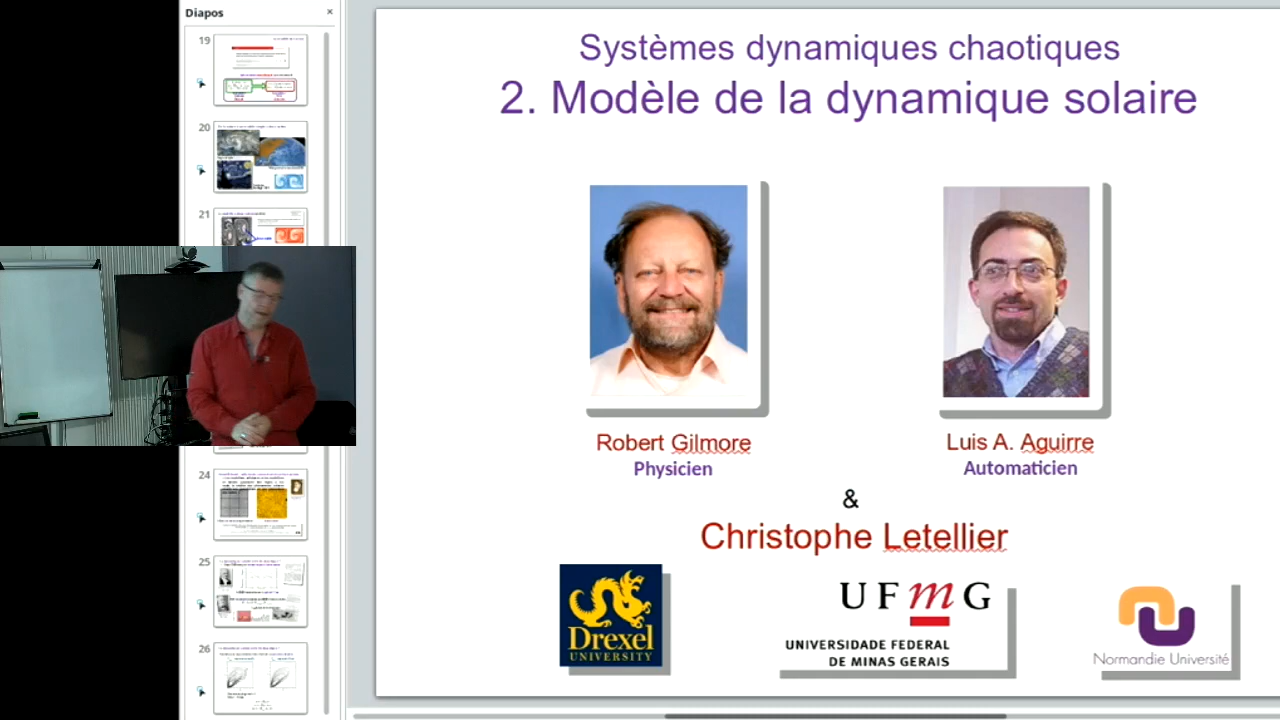 Diapos
×
19
20
21
24
25
26
Systèmes dynamiques chaotiques
2. Modèle de la dynamique solaire
Robert Gilmore
Physicien
Luis A. Aguirre
Automaticien
&
Christophe Letellier
Drexel
UNIVERSITY
UFmG
UNIVERSIDADE FEDERAL
DE MINAS GERAIS
Normandie Université